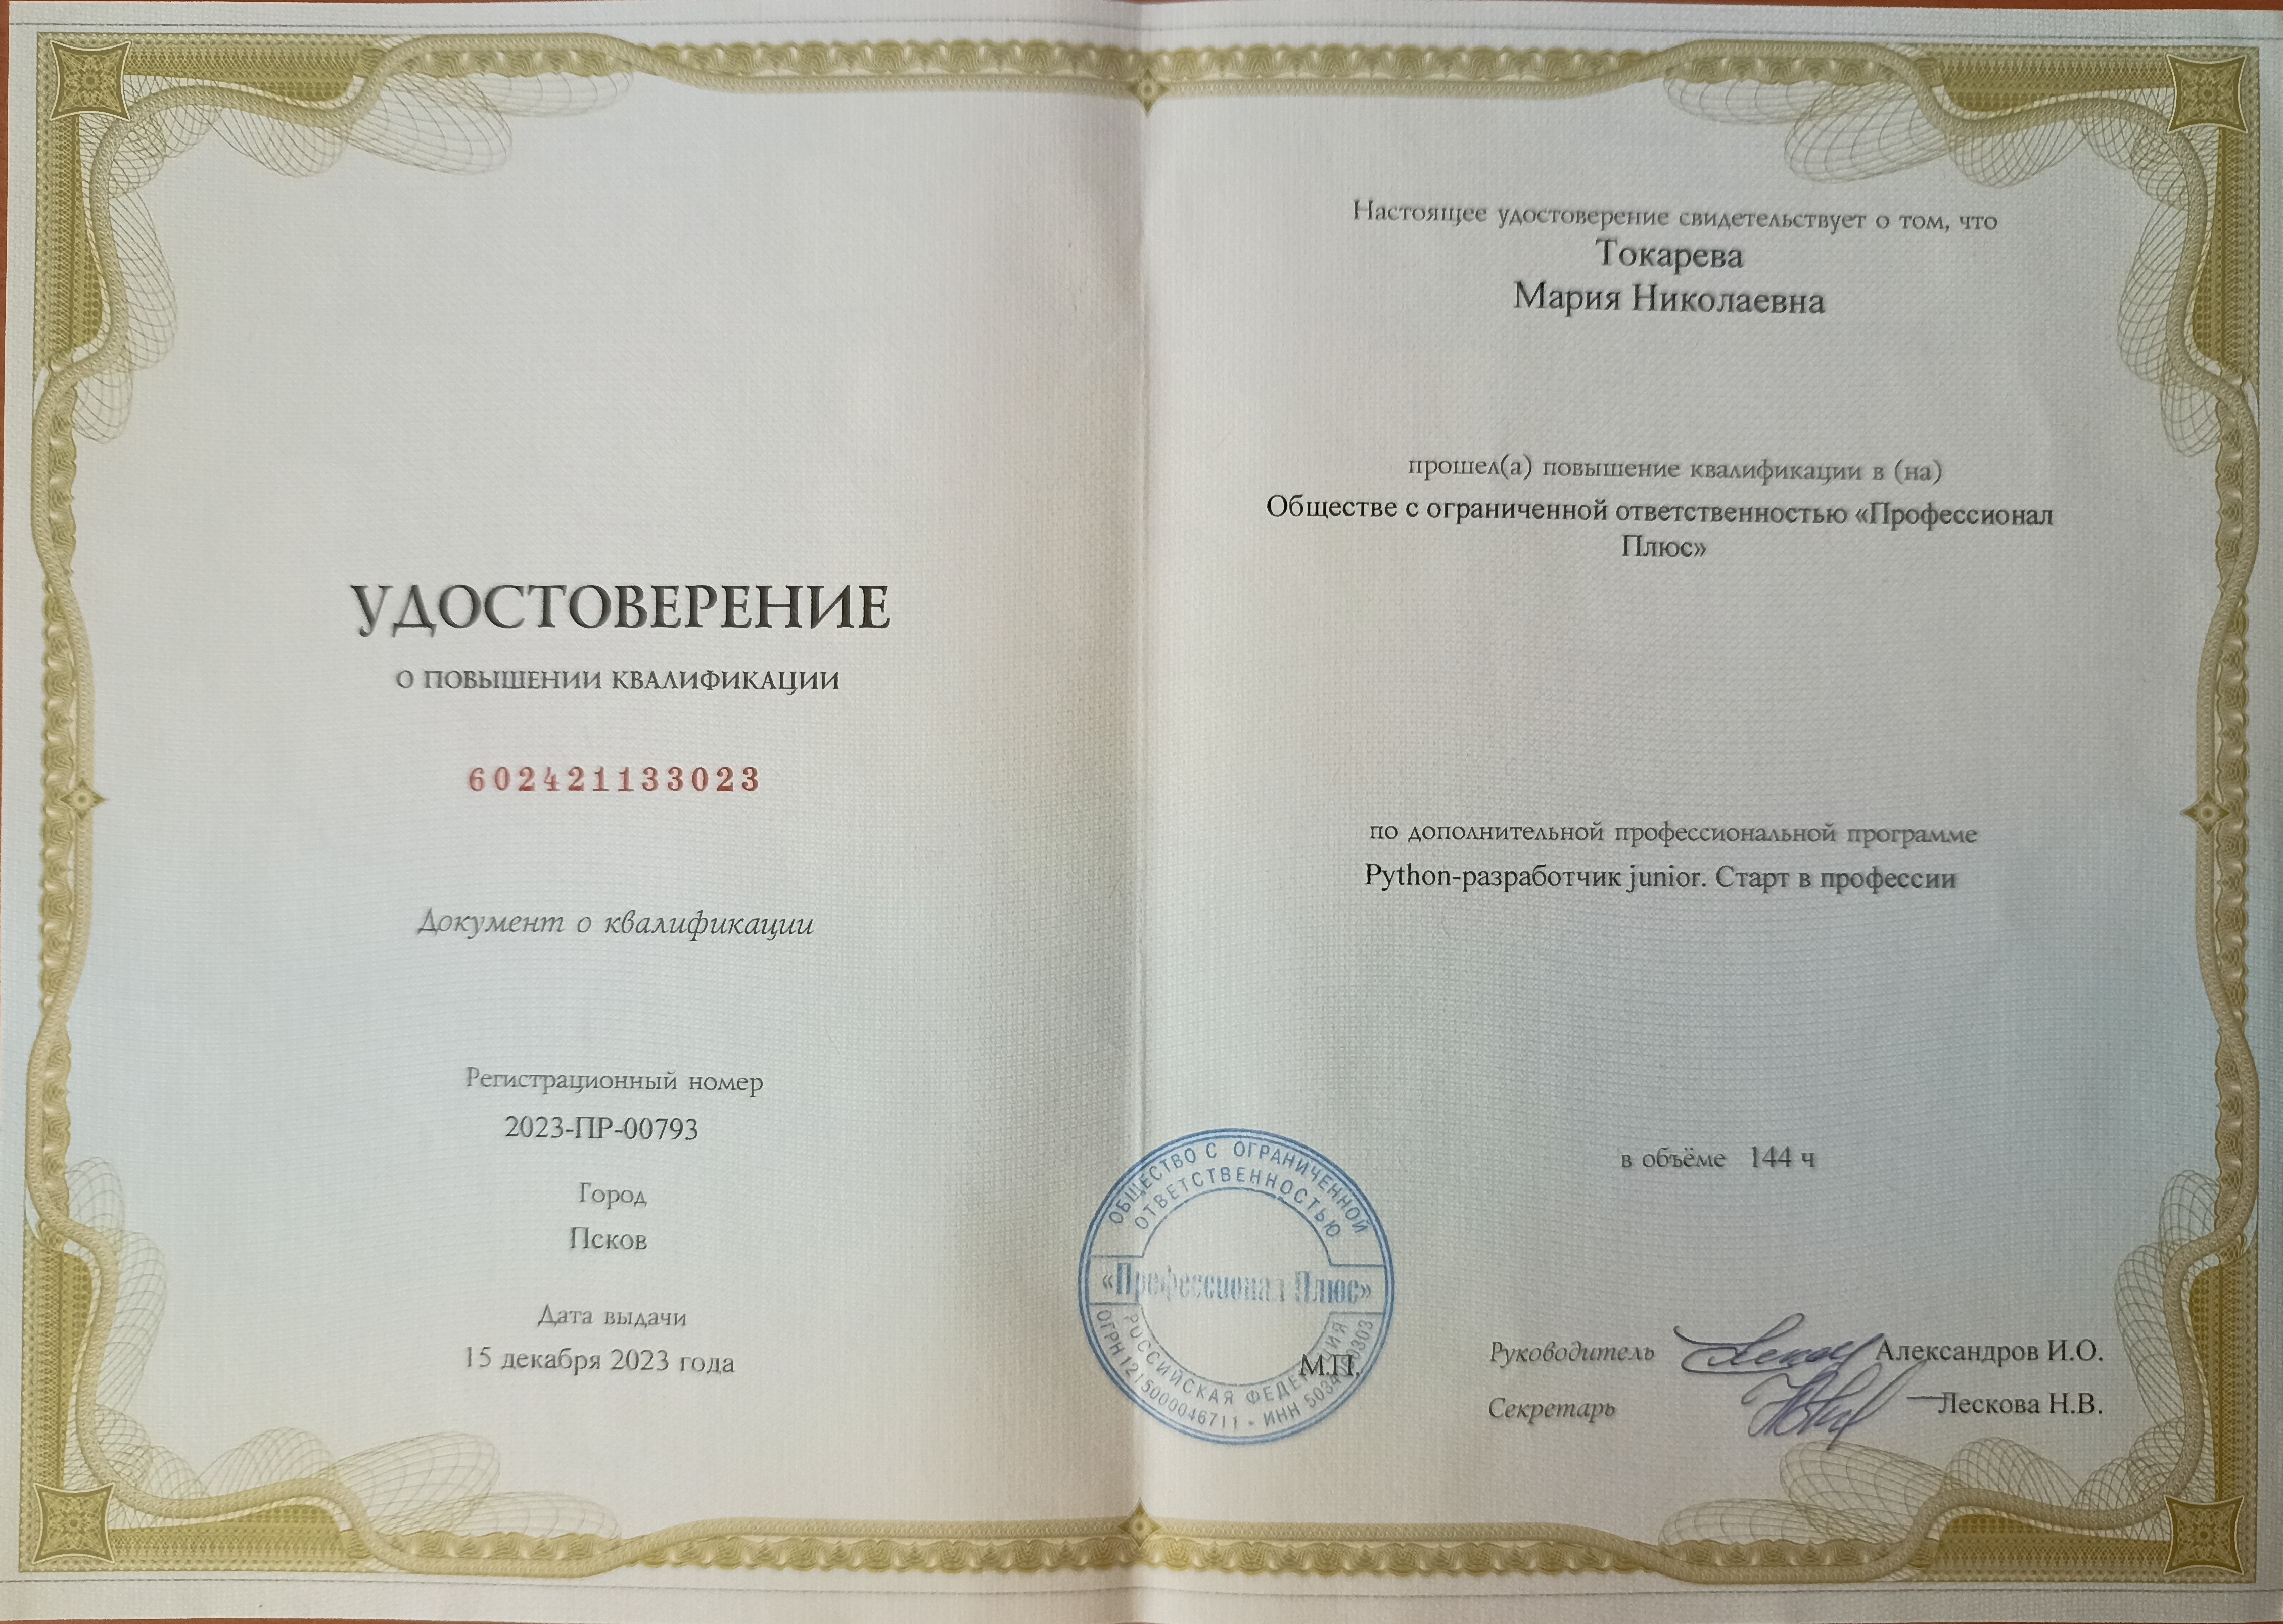 УДОСТОВЕРЕНИЕ
О ПОВЫШЕНИИ КВАЛИФИКАЦИИ
602421133023
Документ о квалификации
Регистрационный номер
2023-ПР-00793
Город
Псков
Дата выдачи
15 декабря 2023 года
Настоящее удостоверение свидетельствует о том, что
Токарева
Мария Николаевна
прошел(а) повышение квалификации в (на)
Обществе с ограниченной ответственностью «Профессионал
Плюс»
по дополнительной профессиональной программе
Python-разработчик junior. Старт в профессии
в объёме 144 ч
ОБЩЕСТВО С ОГРАНИЧЕННОЙ
ОТВЕТСТВЕННОСТЬЮ
«Профессионал Плюс»
РОССИЙСКАЯ ФЕДЕРАЦИЯ
ОГРН 1215000046711 • ИНН
М.П.
Руководитель Александров И.О.
Секретарь Лескова Н.В.